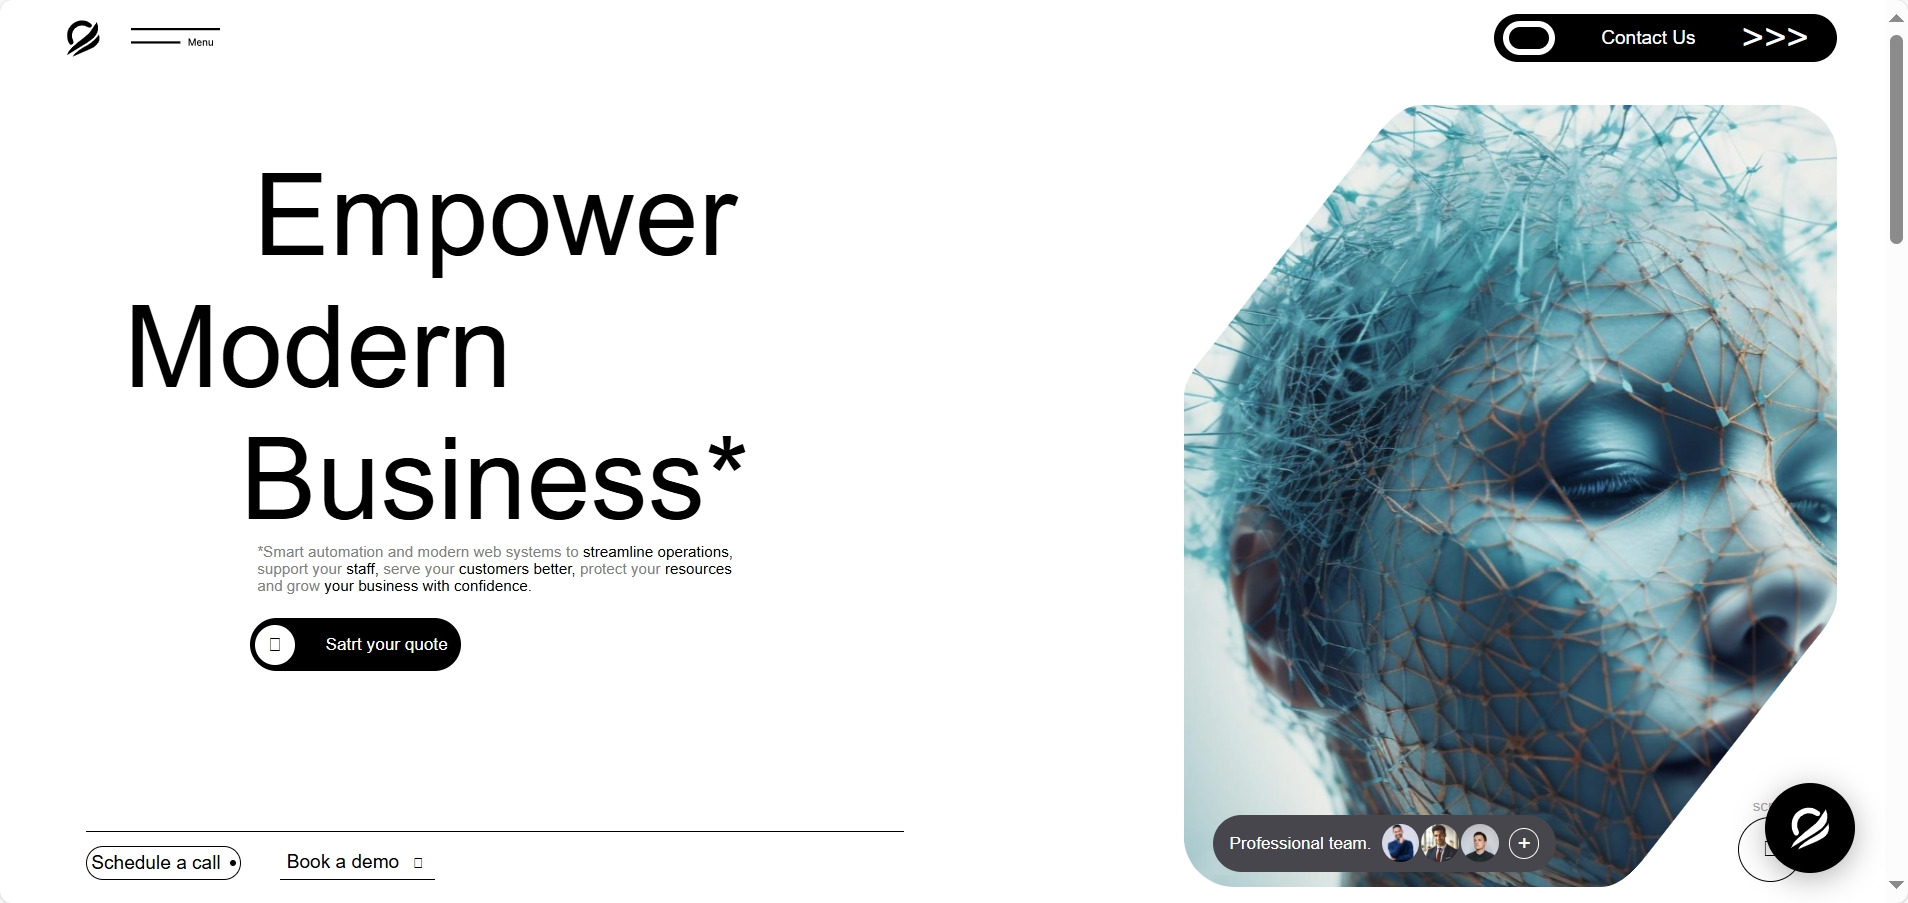 Menu
Contact Us >>>
Empower
Modern
Business*
*Smart automation and modern web systems to streamline operations,
support your staff, serve your customers better, protect your resources
and grow your business with confidence.
Satrt your quote
Schedule a call •
Book a demo
Professional team. +